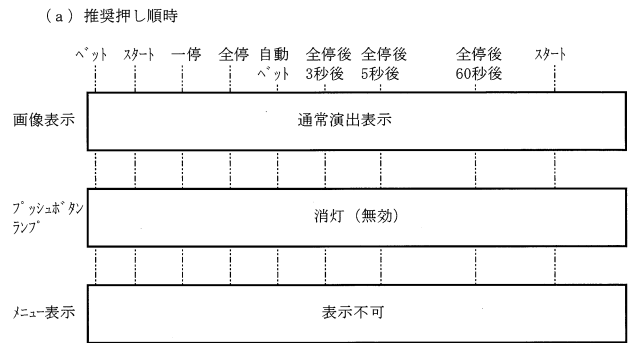 (a) 推奨押し順時
ﾍﾞｯﾄ ｽﾀｰﾄ 一停 全停 自動 全停後 全停後 全停後 ｽﾀｰﾄ
ﾍﾞｯﾄ 3秒後 5秒後 60秒後
画像表示 通常演出表示
ﾌﾟｯｼｭﾎﾞﾀﾝ
ﾗﾝﾌﾟ 消灯（無効）
ﾒﾆｭｰ表示 表示不可